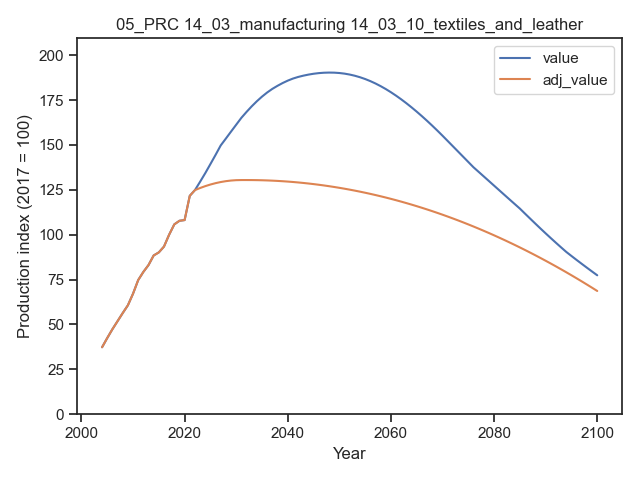 05_PRC 14_03_manufacturing 14_03_10_textiles_and_leather
value
adj_value
Production index (2017 = 100)
200
175
150
125
100
75
50
25
0
2000 2020 2040 2060 2080 2100
Year